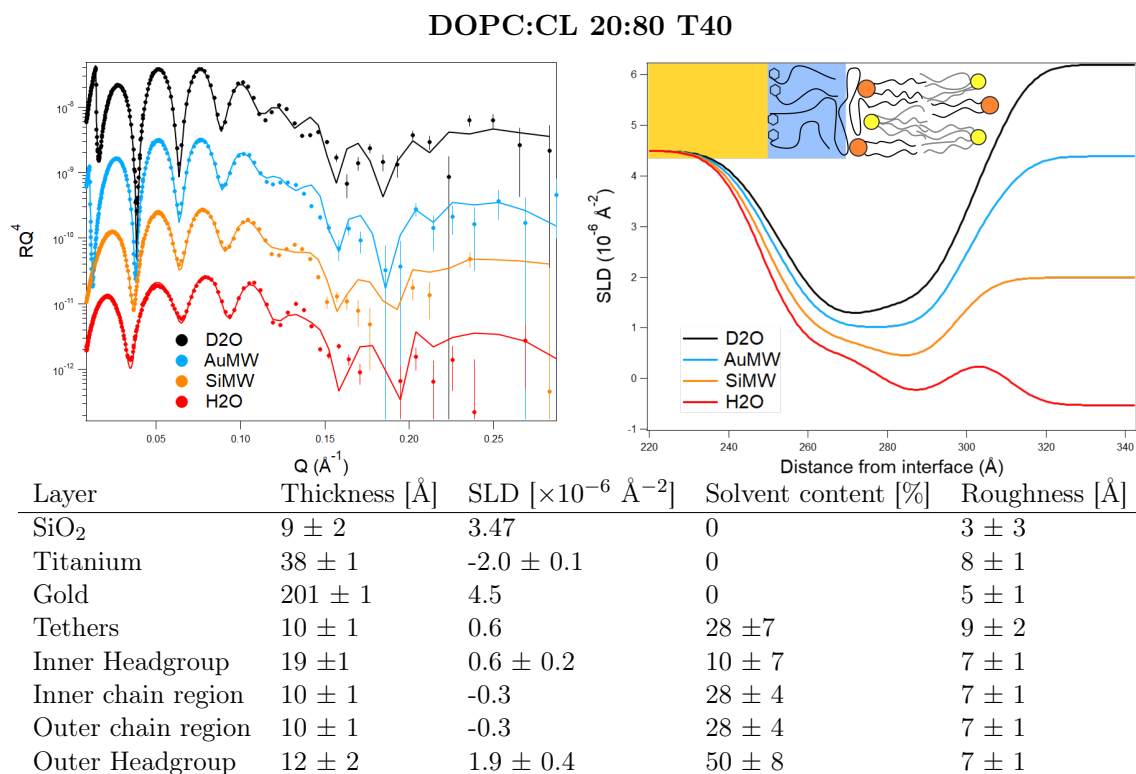 DOPC:CL 20:80 T40
RQ⁴
10⁻⁸
10⁻⁹
10⁻¹⁰
10⁻¹¹
10⁻¹²
D2O
AuMW
SiMW
H2O
0.05 0.10 0.15 0.20 0.25
Q (Å⁻¹)
SLD (10⁻⁶ Å⁻²)
6
5
4
3
2
1
0
-1
D2O
AuMW
SiMW
H2O
220 240 260 280 300 320 340
Distance from interface (Å)
Layer Thickness [Å] SLD [×10⁻⁶ Å⁻²] Solvent content [%] Roughness [Å]
SiO₂ 9 ± 2 3.47 0 3 ± 3
Titanium 38 ± 1 -2.0 ± 0.1 0 8 ± 1
Gold 201 ± 1 4.5 0 5 ± 1
Tethers 10 ± 1 0.6 28 ±7 9 ± 2
Inner Headgroup 19 ±1 0.6 ± 0.2 10 ± 7 7 ± 1
Inner chain region 10 ± 1 -0.3 28 ± 4 7 ± 1
Outer chain region 10 ± 1 -0.3 28 ± 4 7 ± 1
Outer Headgroup 12 ± 2 1.9 ± 0.4 50 ± 8 7 ± 1